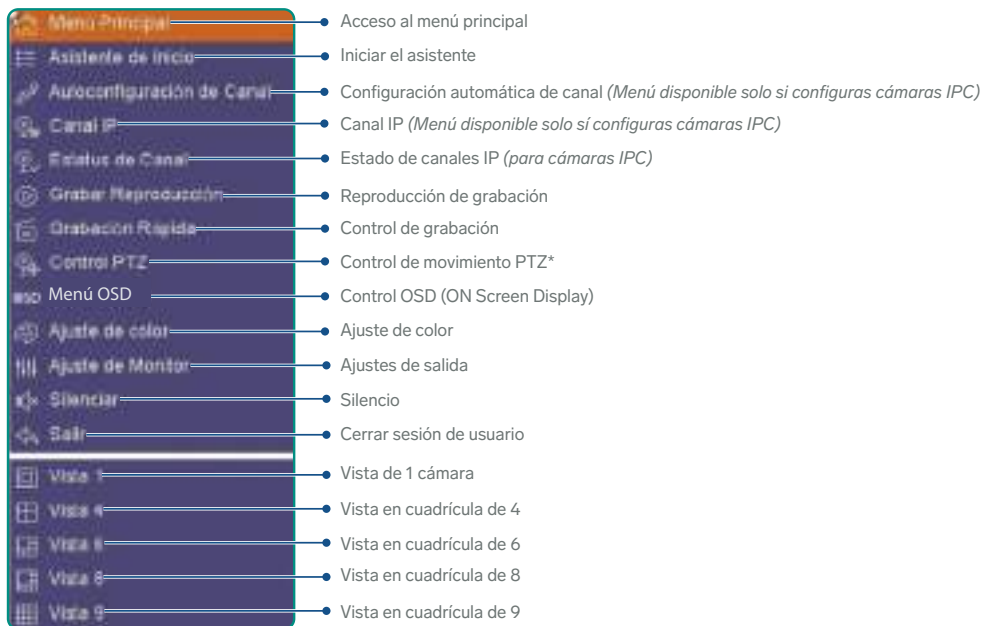 Menú Principal Acceso al menú principal
Asistente de Inicio Iniciar el asistente
Autoconfiguración de Canal Configuración automática de canal (Menú disponible solo si configuras cámaras IPC)
Canal IP Canal IP (Menú disponible solo sí configuras cámaras IPC)
Estatus de Canal Estado de canales IP (para cámaras IPC)
Grabar Reproducción Reproducción de grabación
Grabación Rápida Control de grabación
Control PTZ Control de movimiento PTZ*
Menú OSD Control OSD (ON Screen Display)
Ajuste de color Ajuste de color
Ajuste de Monitor Ajustes de salida
Silenciar Silencio
Salir Cerrar sesión de usuario
Vista 1 Vista de 1 cámara
Vista 4 Vista en cuadrícula de 4
Vista 6 Vista en cuadrícula de 6
Vista 8 Vista en cuadrícula de 8
Vista 9 Vista en cuadrícula de 9